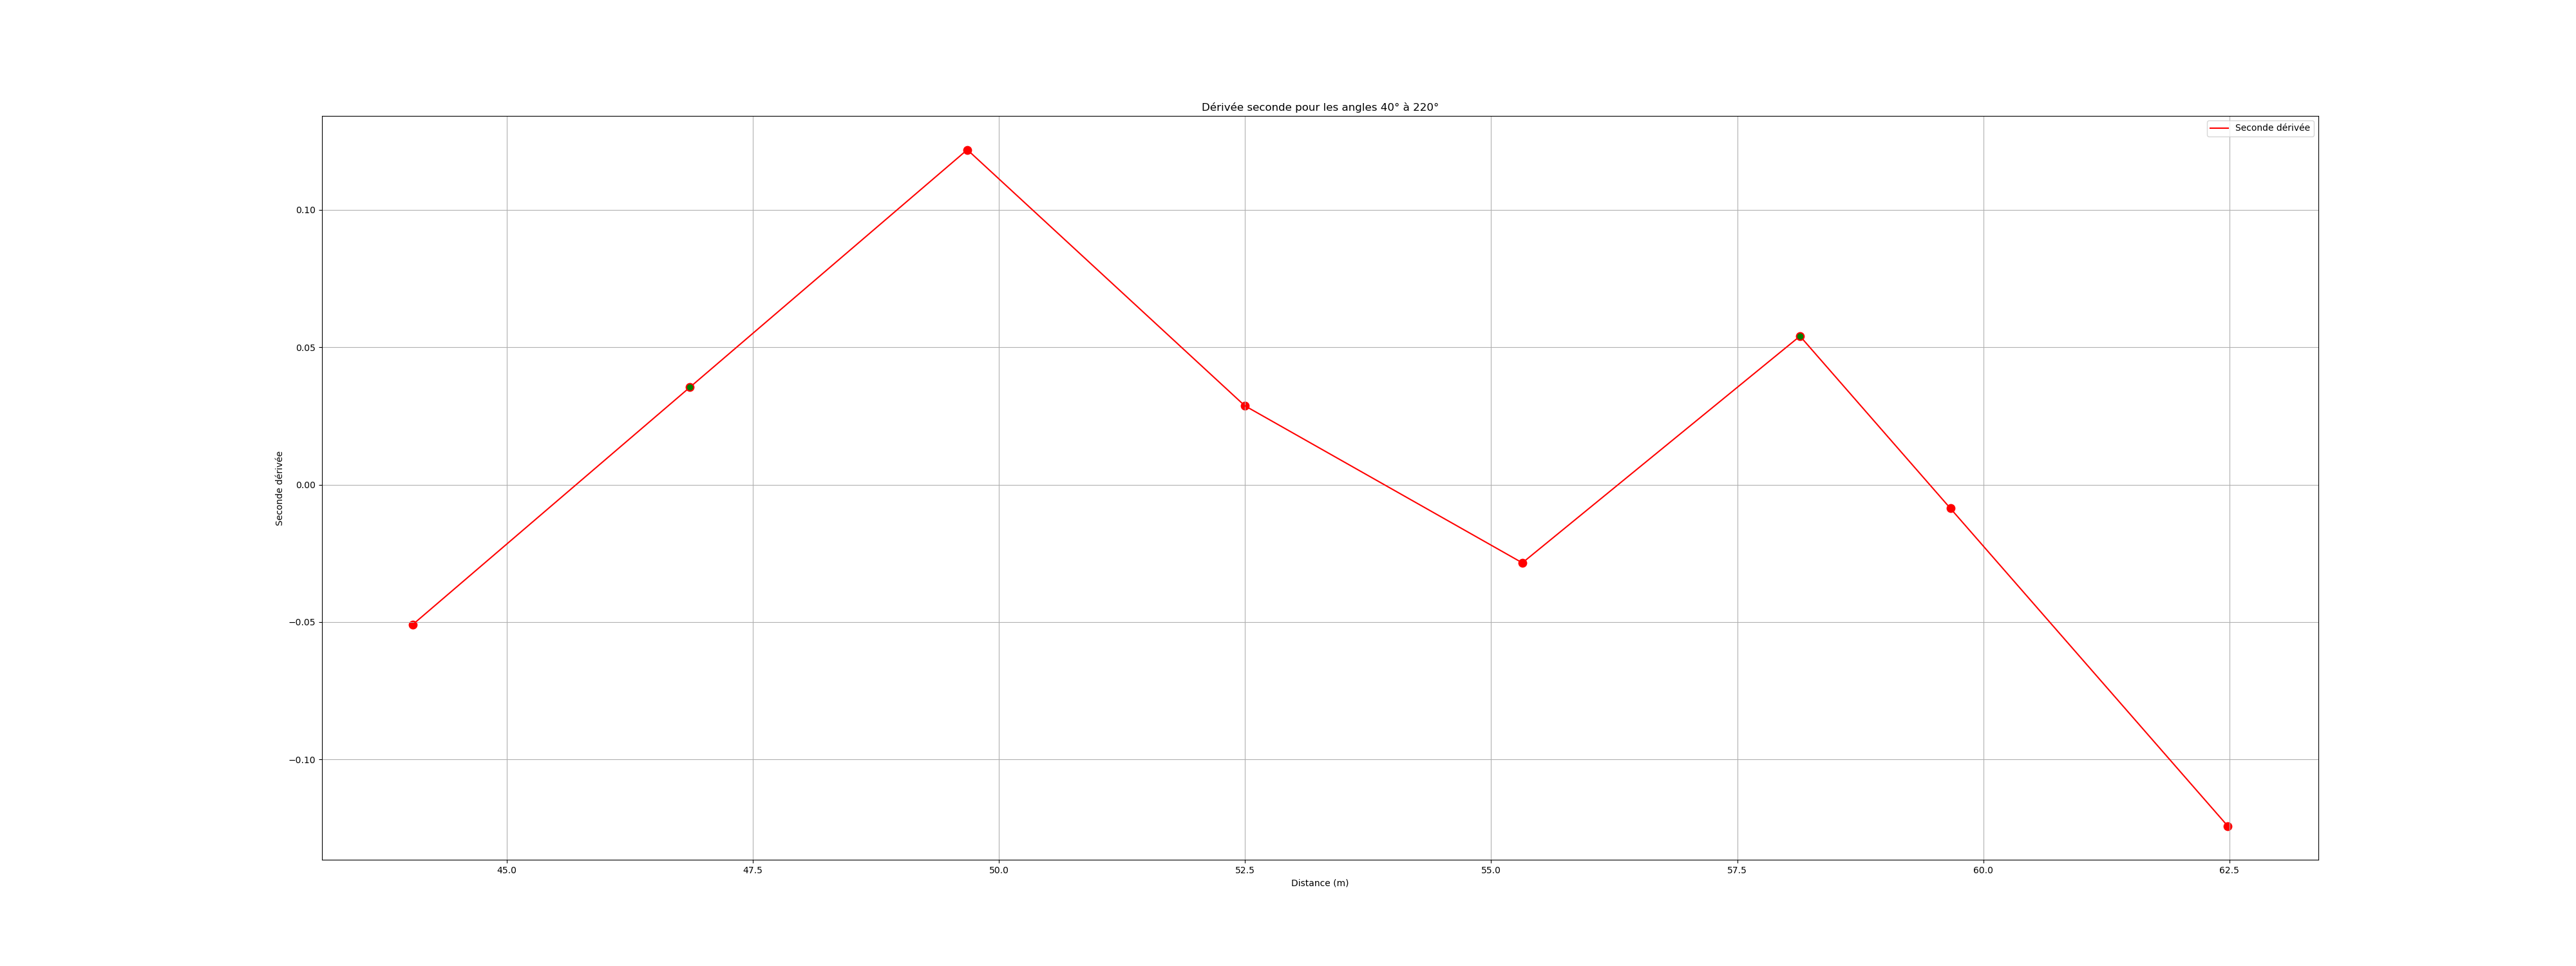 Dérivée seconde pour les angles 40° à 220°
Seconde dérivée
0.10
0.05
0.00
−0.05
−0.10
Seconde dérivée
45.0 47.5 50.0 52.5 55.0 57.5 60.0 62.5
Distance (m)